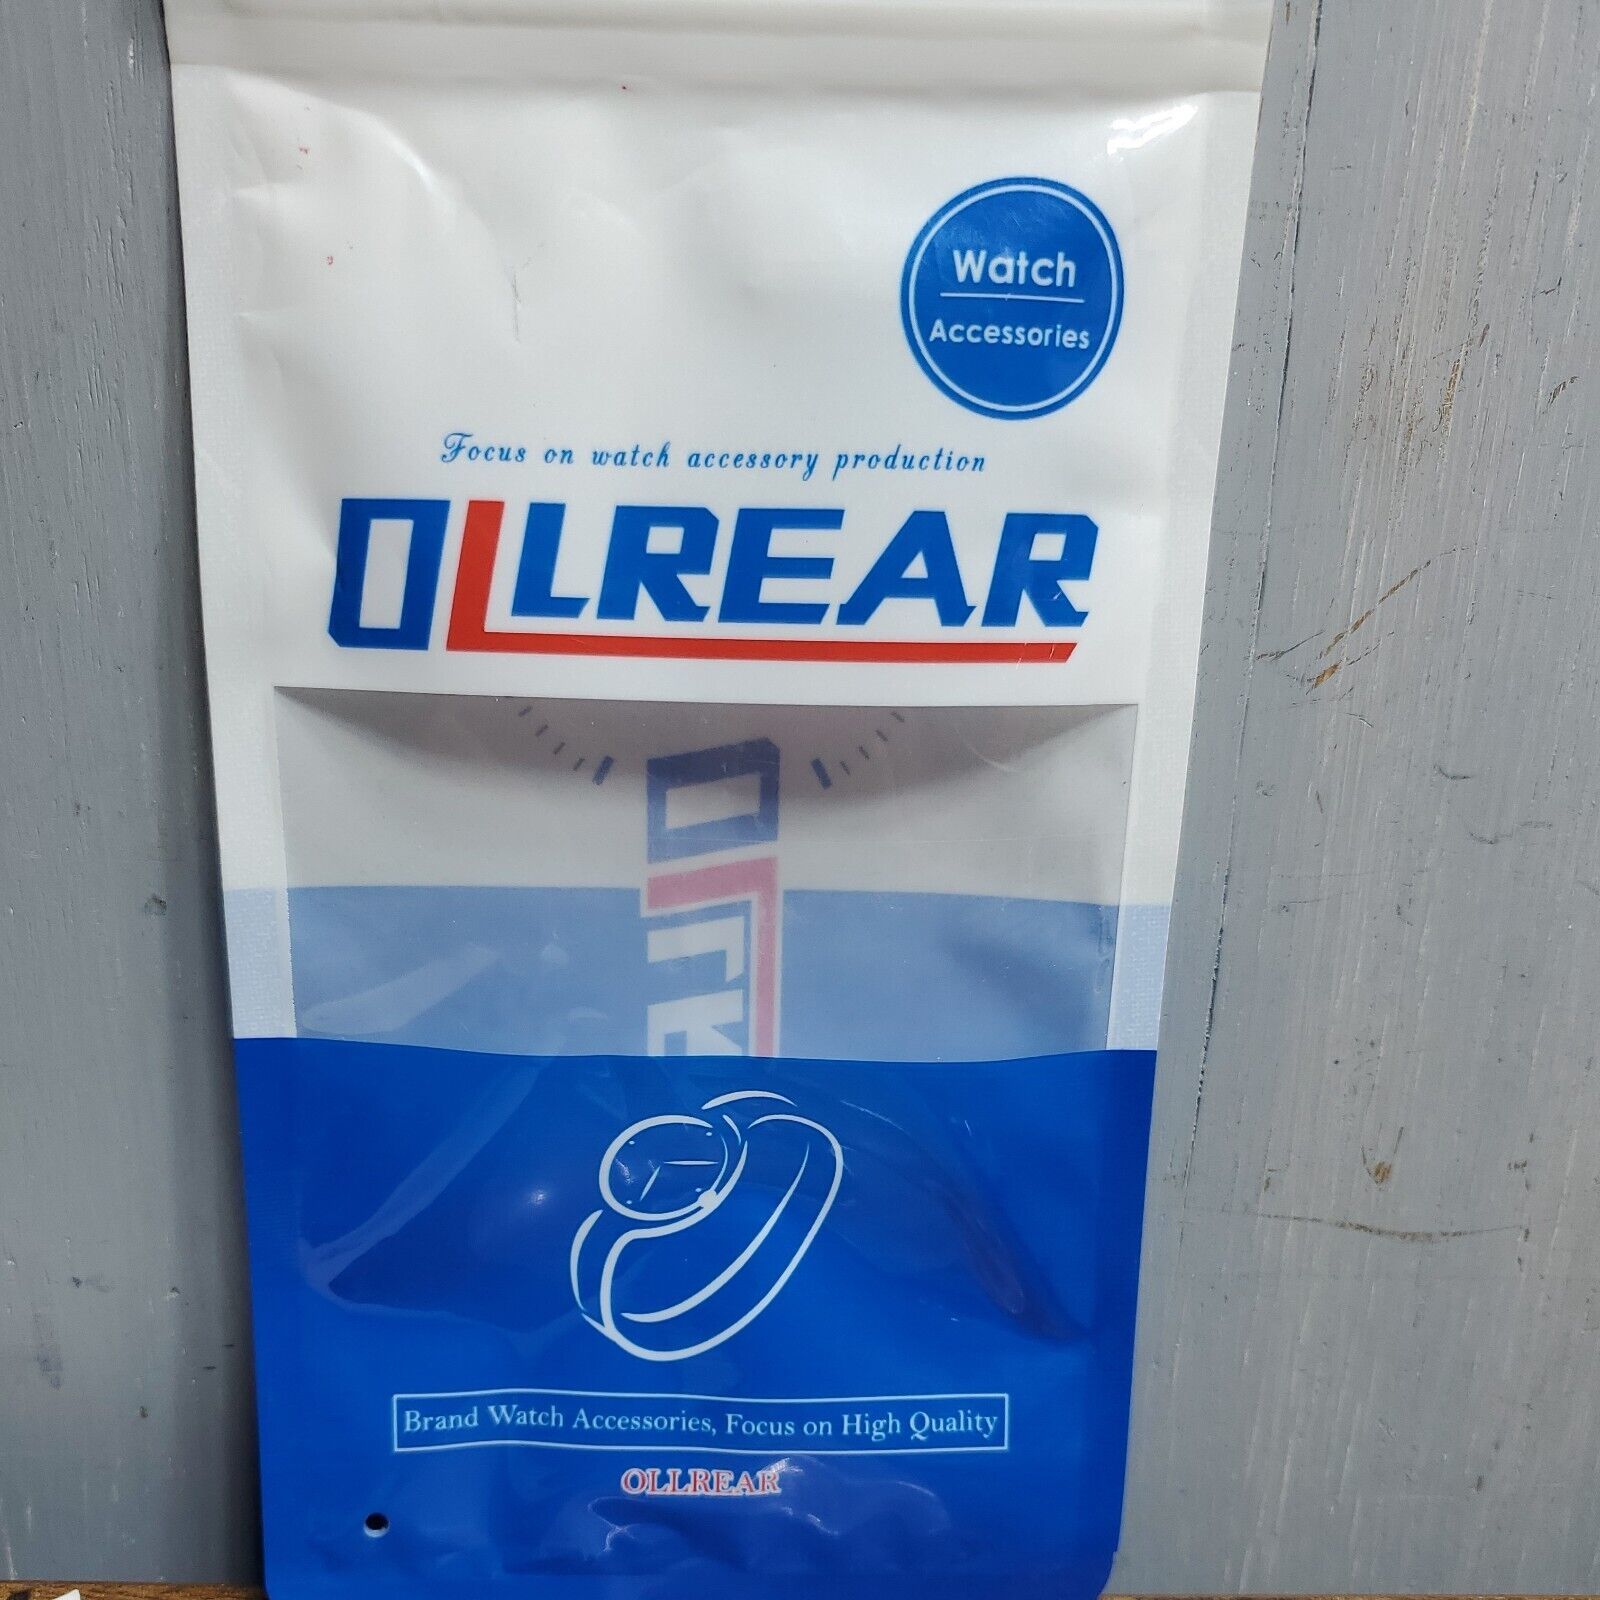 Watch
Accessories
Focus on watch accessory production
OLLREAR
Brand Watch Accessories, Focus on High Quality
OLLREAR